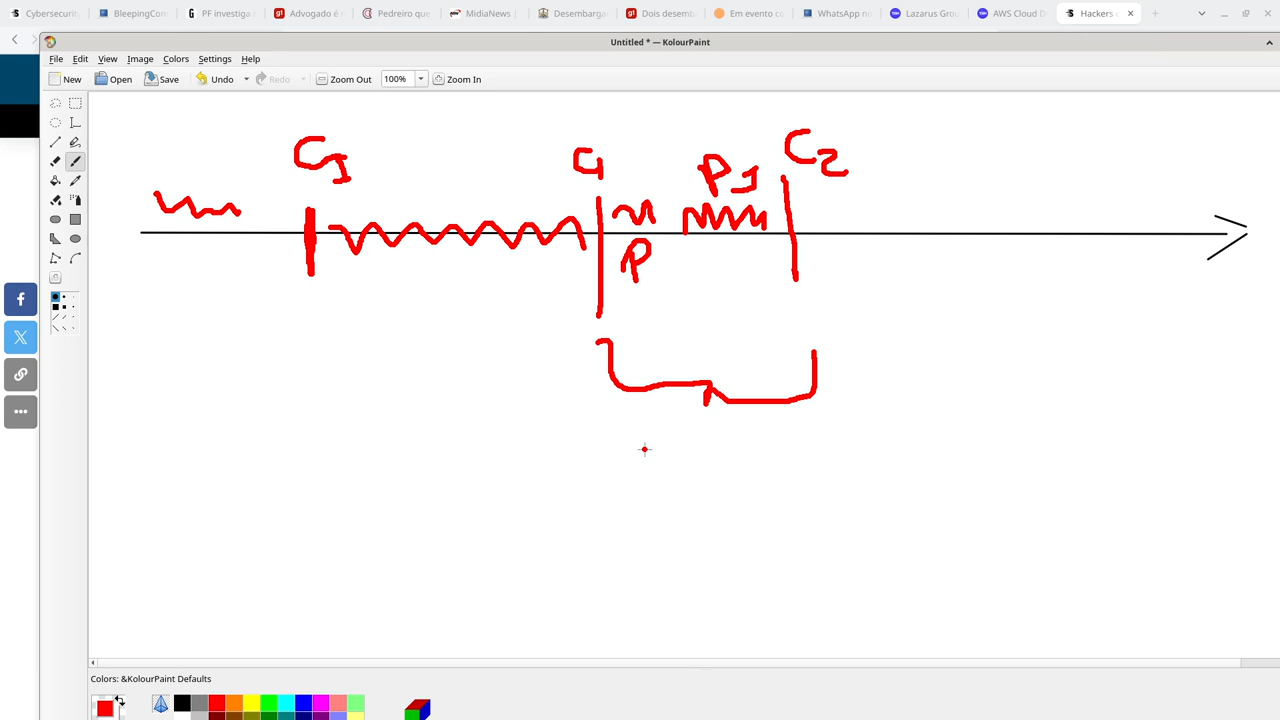 Cybersecurity
BleepingCom
PF investiga
Advogado é
Pedreiro que
MidiaNews |
Desembarga
Dois desemb
Em evento c
WhatsApp no
Lazarus Grou
AWS Cloud D
Hackers
Untitled * — KolourPaint
File Edit View Image Colors Settings Help
New Open Save Undo Redo Zoom Out 100% Zoom In
C1 P1 C2
P
Colors: &KolourPaint Defaults